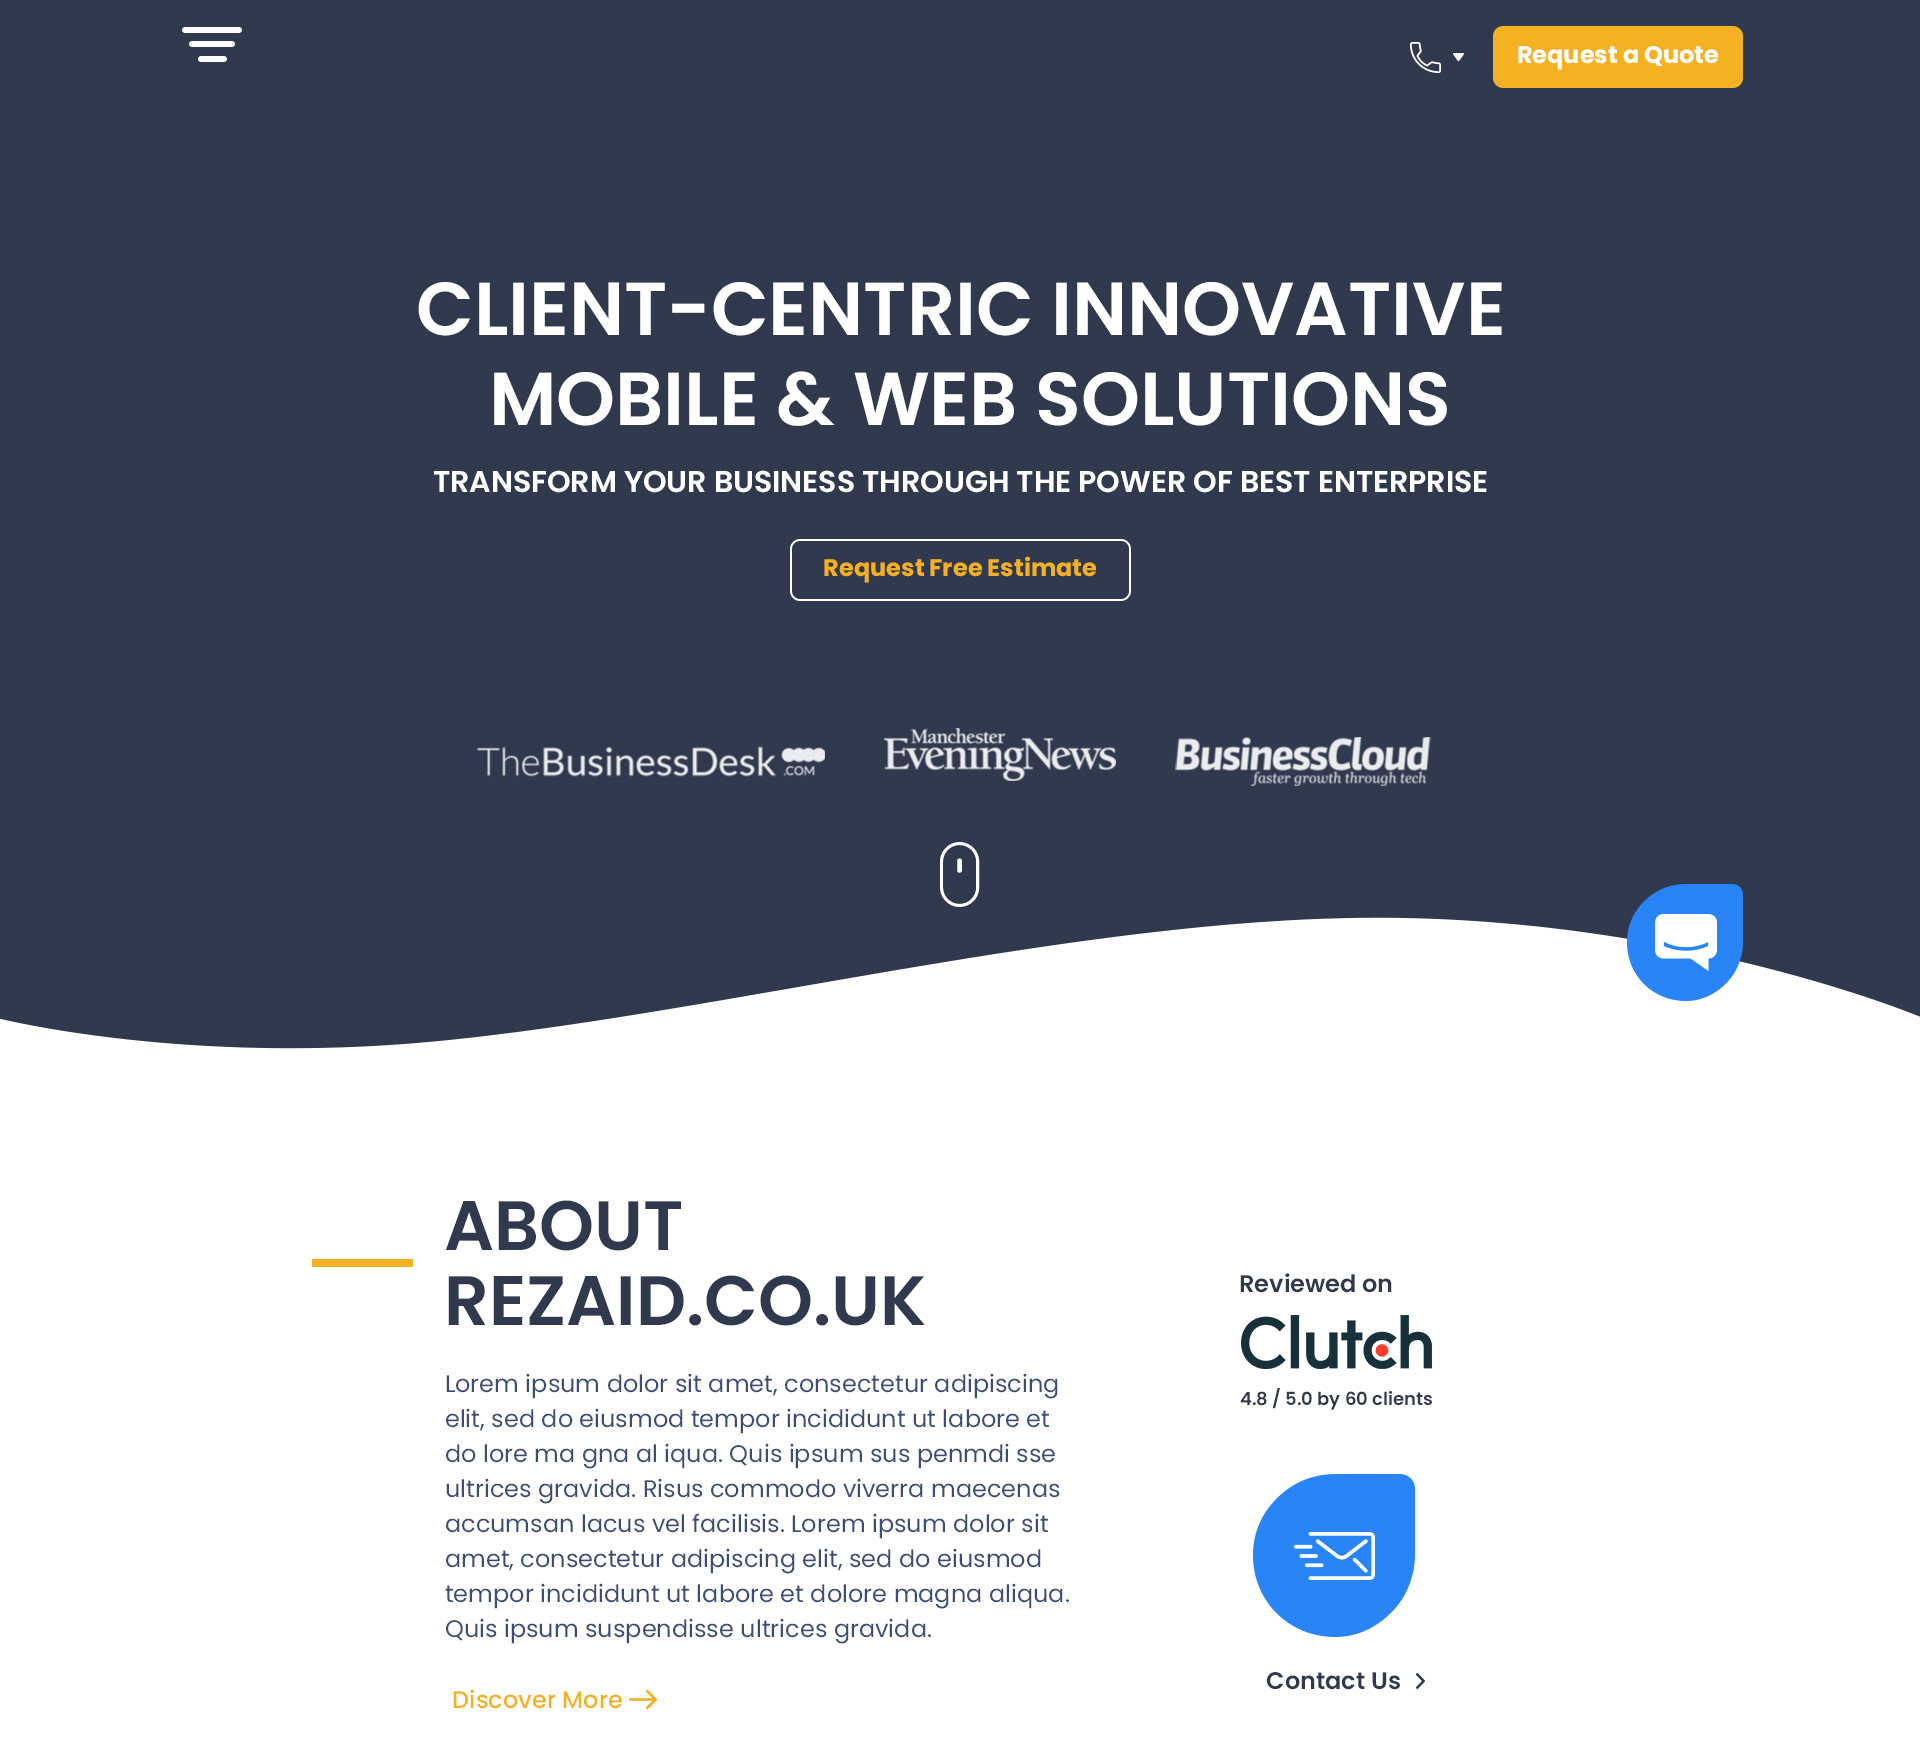 Request a Quote
CLIENT-CENTRIC INNOVATIVE
MOBILE & WEB SOLUTIONS
TRANSFORM YOUR BUSINESS THROUGH THE POWER OF BEST ENTERPRISE
Request Free Estimate
TheBusinessDesk .COM
Manchester
EveningNews
BusinessCloud
faster growth through tech
ABOUT
REZAID.CO.UK
Lorem ipsum dolor sit amet, consectetur adipiscing
elit, sed do eiusmod tempor incididunt ut labore et
do lore ma gna al iqua. Quis ipsum sus penmdi sse
ultrices gravida. Risus commodo viverra maecenas
accumsan lacus vel facilisis. Lorem ipsum dolor sit
amet, consectetur adipiscing elit, sed do eiusmod
tempor incididunt ut labore et dolore magna aliqua.
Quis ipsum suspendisse ultrices gravida.
Discover More
Reviewed on
Clutch
4.8 / 5.0 by 60 clients
Contact Us